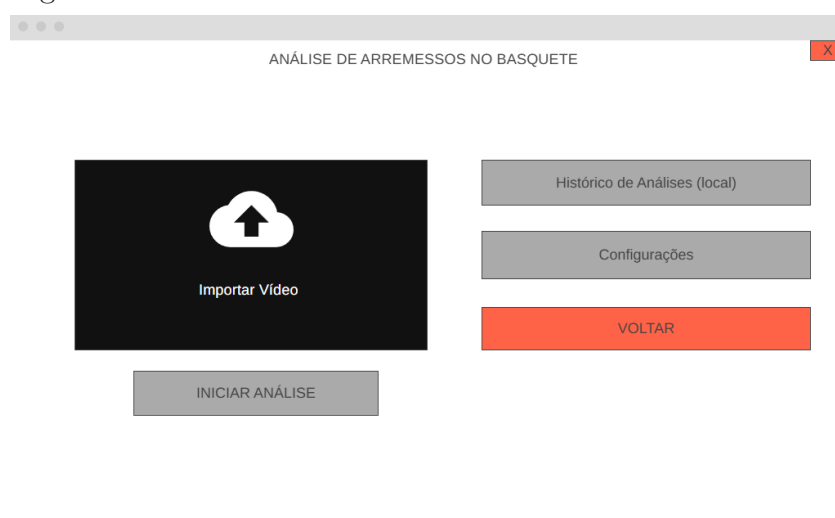 ANÁLISE DE ARREMESSOS NO BASQUETE
X
Importar Vídeo
INICIAR ANÁLISE
Histórico de Análises (local)
Configurações
VOLTAR